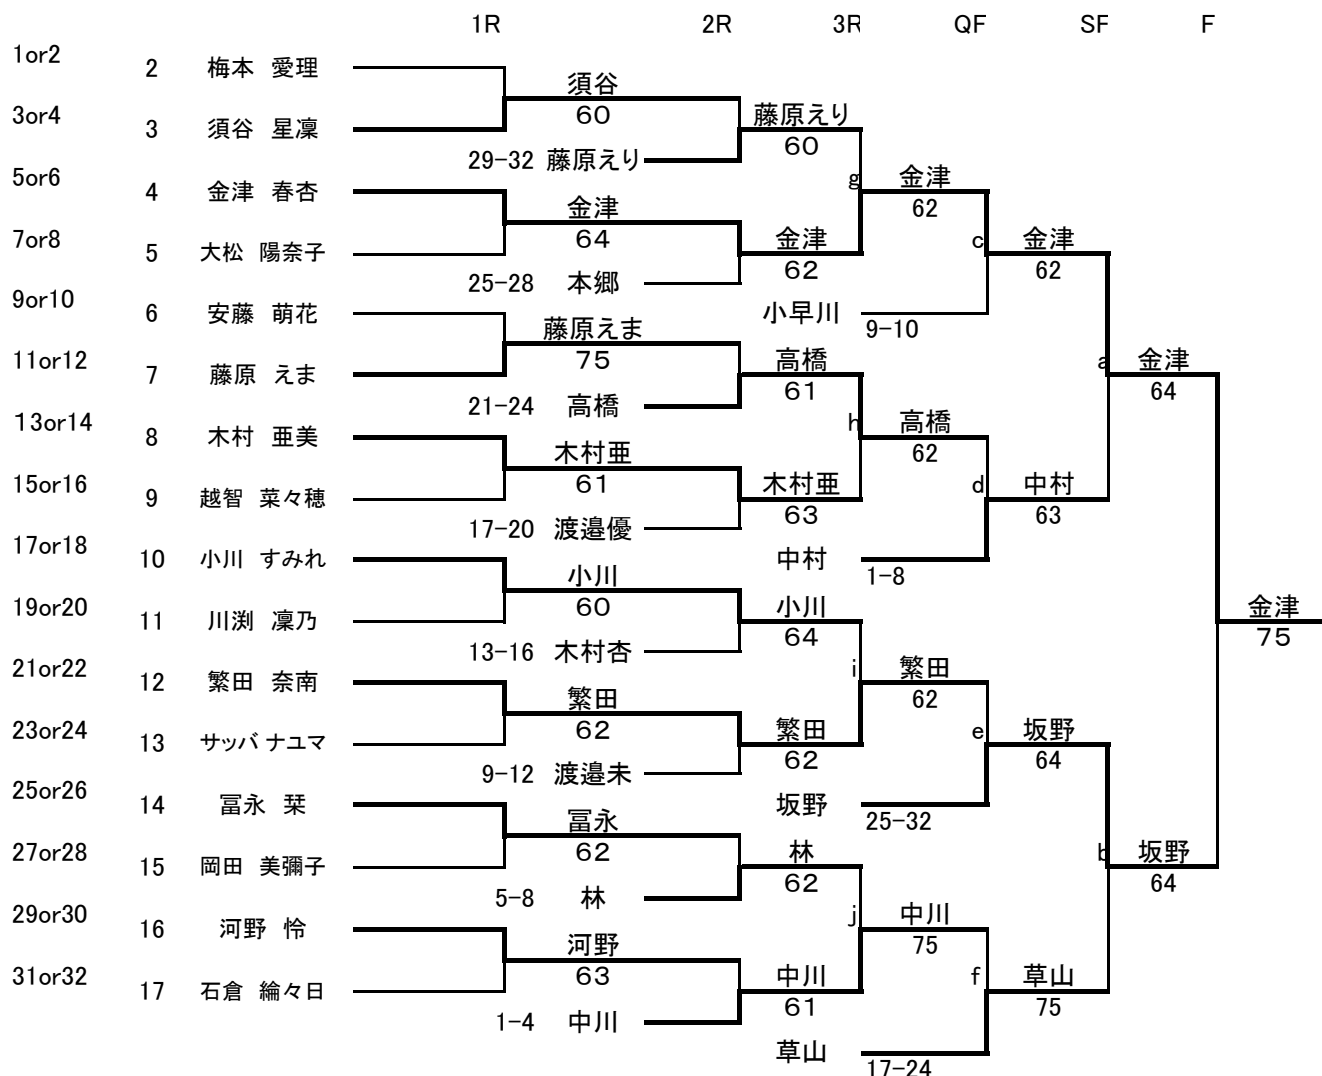 1R 2R 3R QF SF F
1or2
2 梅本 愛理
須谷
60
3or4
3 須谷 星凜
藤原えり
60
29-32 藤原えり
5or6
g
金津
62
4 金津 春杏
金津
64
7or8
5 大松 陽奈子
金津
62
c
金津
62
25-28 本郷
9or10
6 安藤 萌花
小早川
9-10
藤原えま
75
11or12
7 藤原 えま
高橋
61
a
金津
64
21-24 高橋
13or14
8 木村 亜美
h
高橋
62
木村亜
61
15or16
9 越智 菜々穂
木村亜
63
d
中村
63
17-20 渡邉優
17or18
10 小川 すみれ
中村
1-8
小川
60
19or20
11 川渕 凜乃
小川
64
金津
75
13-16 木村杏
21or22
12 繁田 奈南
i
繁田
62
繁田
62
23or24
13 サッバ ナユマ
繁田
62
e
坂野
64
9-12 渡邉未
25or26
14 冨永 栞
坂野
25-32
冨永
62
27or28
15 岡田 美彌子
林
62
b
坂野
64
5-8 林
29or30
16 河野 怜
j
中川
75
河野
63
31or32
17 石倉 綸々日
中川
61
f
草山
75
1-4 中川
草山
17-24